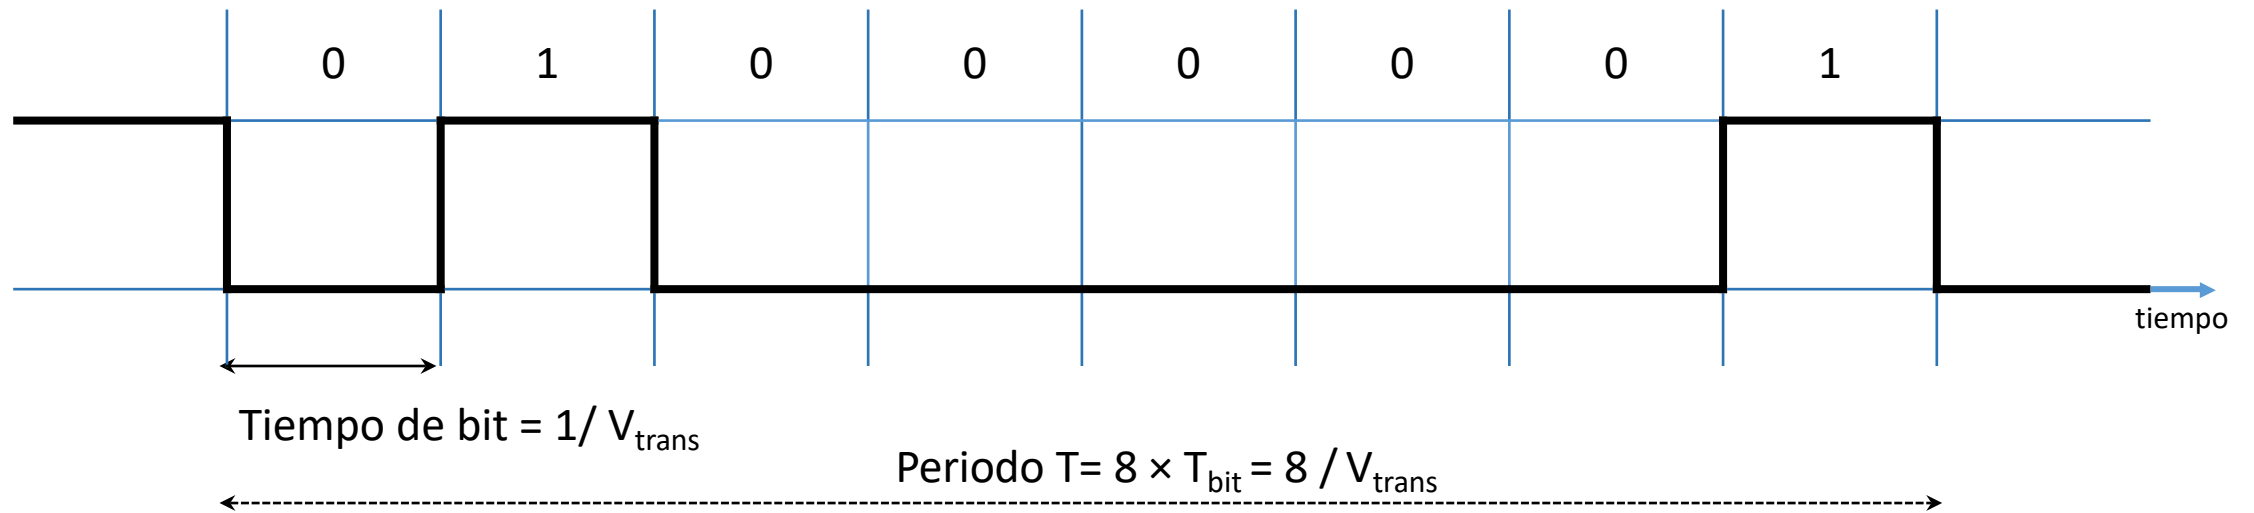 0 1 0 0 0 0 0 1
tiempo
Tiempo de bit = 1/ Vtrans
Periodo T= 8 × Tbit = 8 / Vtrans